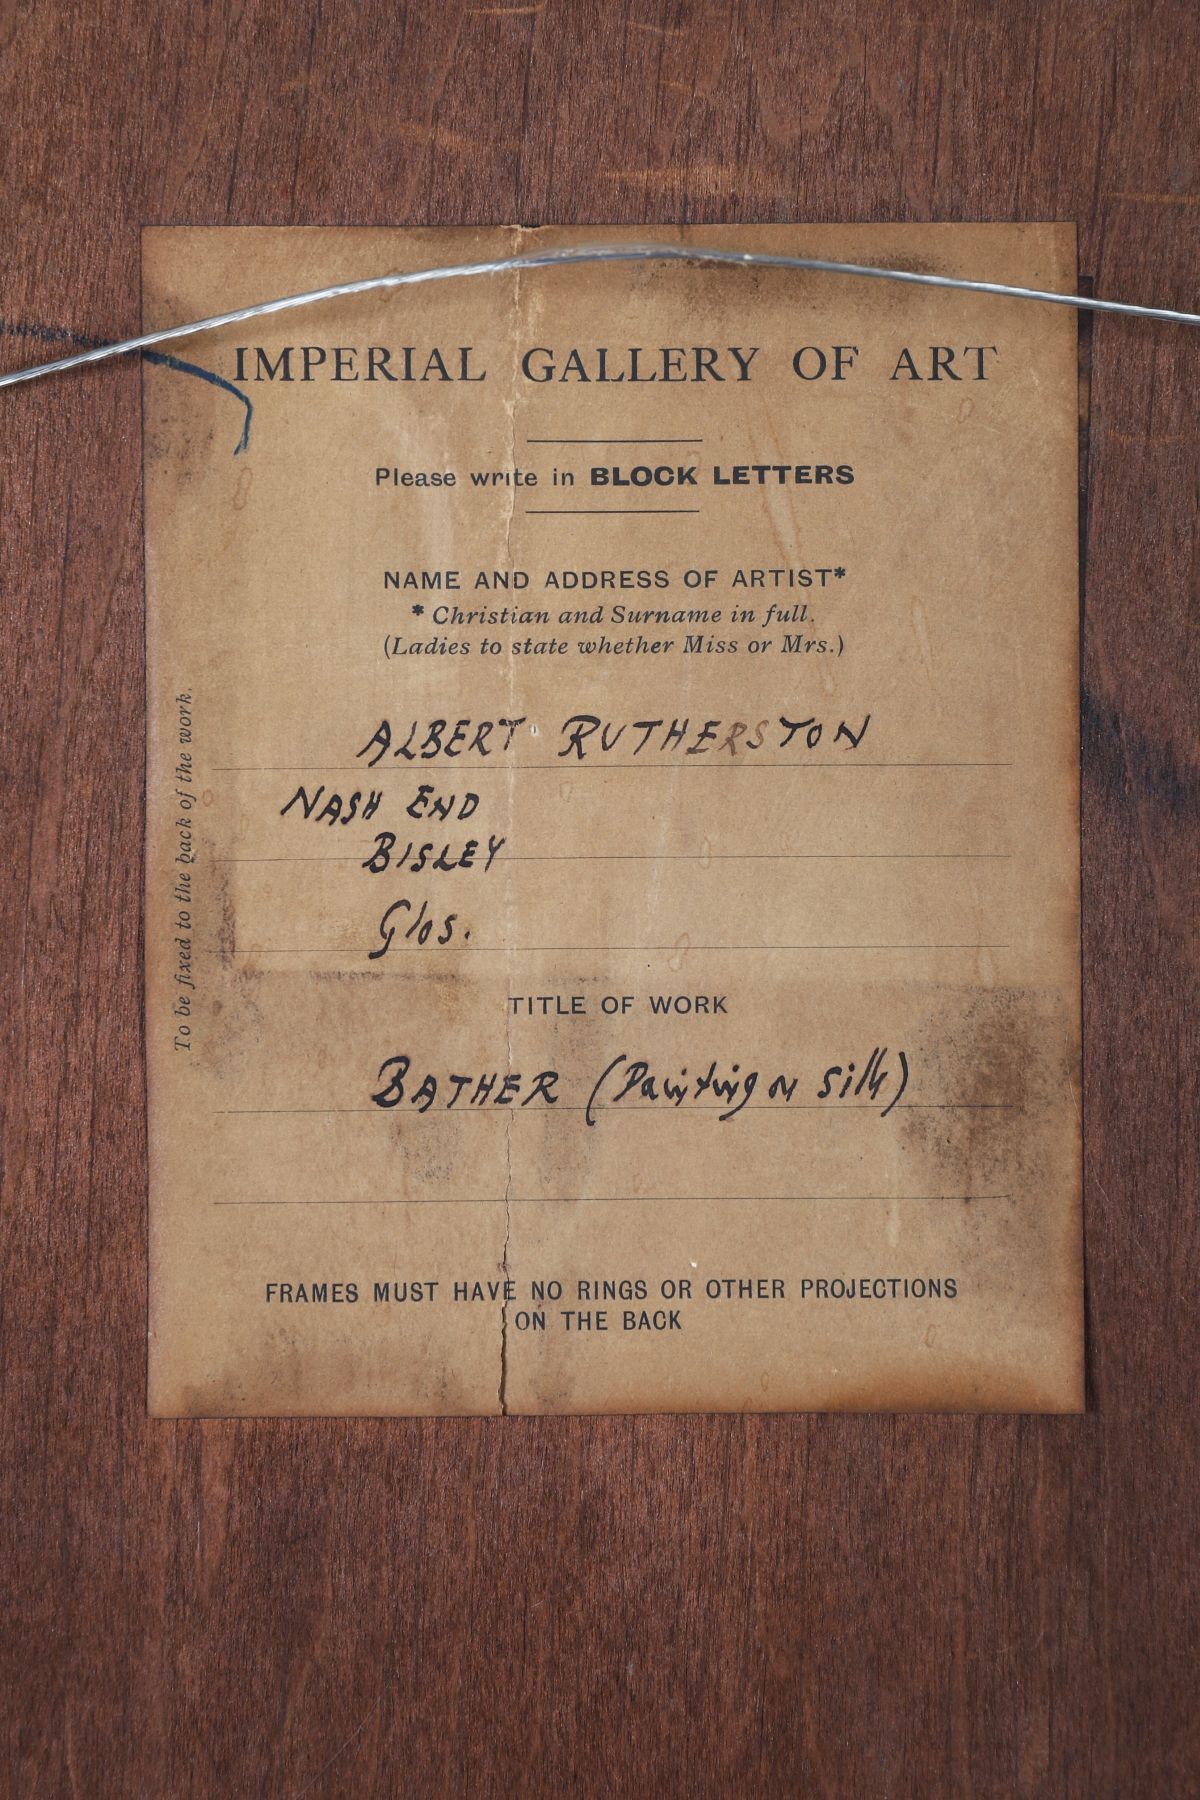 IMPERIAL GALLERY OF ART
Please write in BLOCK LETTERS
NAME AND ADDRESS OF ARTIST*
* Christian and Surname in full.
(Ladies to state whether Miss or Mrs.)
ALBERT RUTHERSTON
NASH END
BISLEY
Glos.
TITLE OF WORK
BATHER (Painting on Silk)
FRAMES MUST HAVE NO RINGS OR OTHER PROJECTIONS
ON THE BACK
To be fixed to the back of the work.